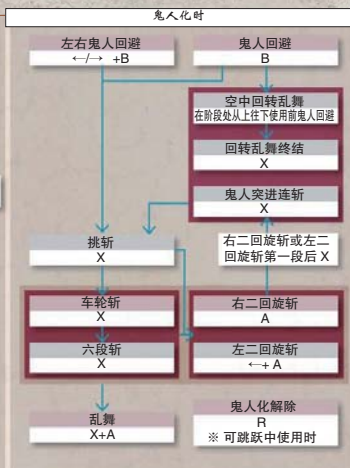 鬼人化时
左右鬼人回避
←/→ +B
鬼人回避
B
空中回转乱舞
在阶段处从上往下使用前鬼人回避
回转乱舞终结
X
鬼人突进连斩
X
挑斩
X
右二回旋斩或左二
回旋斩第一段后 X
车轮斩
X
右二回旋斩
A
六段斩
X
左二回旋斩
←+ A
乱舞
X+A
鬼人化解除
R
※ 可跳跃中使用时